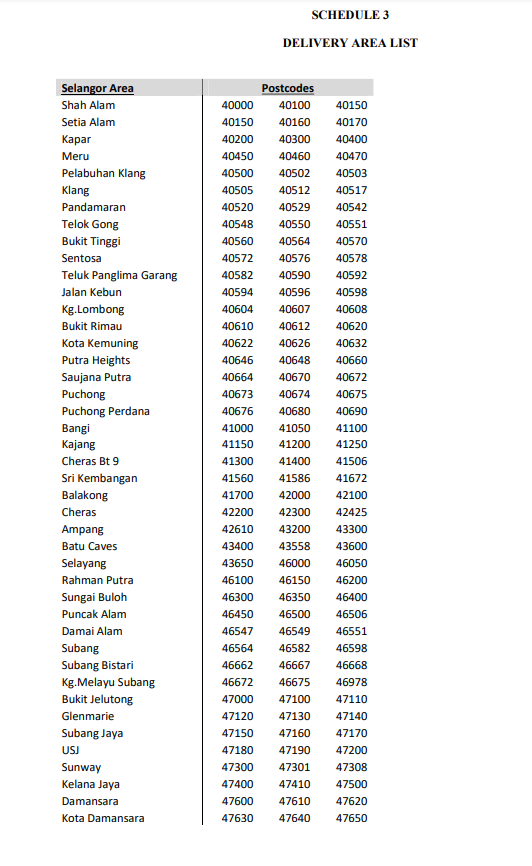 SCHEDULE 3
DELIVERY AREA LIST
Selangor Area Postcodes
Shah Alam 40000 40100 40150
Setia Alam 40150 40160 40170
Kapar 40200 40300 40400
Meru 40450 40460 40470
Pelabuhan Klang 40500 40502 40503
Klang 40505 40512 40517
Pandamaran 40520 40529 40542
Telok Gong 40548 40550 40551
Bukit Tinggi 40560 40564 40570
Sentosa 40572 40576 40578
Teluk Panglima Garang 40582 40590 40592
Jalan Kebun 40594 40596 40598
Kg.Lombong 40604 40607 40608
Bukit Rimau 40610 40612 40620
Kota Kemuning 40622 40626 40632
Putra Heights 40646 40648 40660
Saujana Putra 40664 40670 40672
Puchong 40673 40674 40675
Puchong Perdana 40676 40680 40690
Bangi 41000 41050 41100
Kajang 41150 41200 41250
Cheras Bt 9 41300 41400 41506
Sri Kembangan 41560 41586 41672
Balakong 41700 42000 42100
Cheras 42200 42300 42425
Ampang 42610 43200 43300
Batu Caves 43400 43558 43600
Selayang 43650 46000 46050
Rahman Putra 46100 46150 46200
Sungai Buloh 46300 46350 46400
Puncak Alam 46450 46500 46506
Damai Alam 46547 46549 46551
Subang 46564 46582 46598
Subang Bistari 46662 46667 46668
Kg.Melayu Subang 46672 46675 46978
Bukit Jelutong 47000 47100 47110
Glenmarie 47120 47130 47140
Subang Jaya 47150 47160 47170
USJ 47180 47190 47200
Sunway 47300 47301 47308
Kelana Jaya 47400 47410 47500
Damansara 47600 47610 47620
Kota Damansara 47630 47640 47650